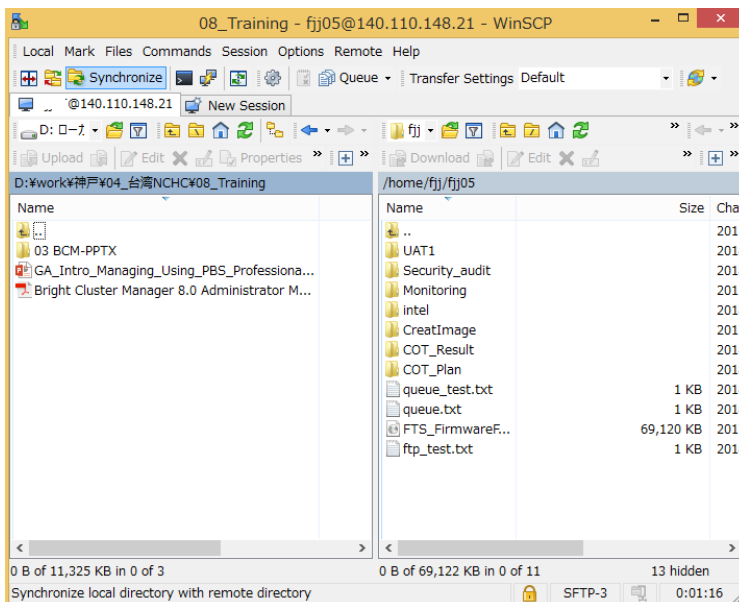 08_Training - fjj05@140.110.148.21 - WinSCP
Local Mark Files Commands Session Options Remote Help
Synchronize Queue Transfer Settings Default
@140.110.148.21 New Session
D: ローカ fjj
Upload Edit Properties » Download Edit »
D:¥work¥神戸¥04_台湾NCHC¥08_Training /home/fjj/fjj05
Name Name Size Cha
.. .. 201
03 BCM-PPTX UAT1 201
GA_Intro_Managing_Using_PBS_Professiona... Security_audit 201
Bright Cluster Manager 8.0 Administrator M... Monitoring 201
intel 201
CreatImage 201
COT_Result 201
COT_Plan 201
queue_test.txt 1 KB 201
queue.txt 1 KB 201
FTS_FirmwareF... 69,120 KB 201
ftp_test.txt 1 KB 201
0 B of 11,325 KB in 0 of 3 0 B of 69,122 KB in 0 of 11 13 hidden
Synchronize local directory with remote directory SFTP-3 0:01:16